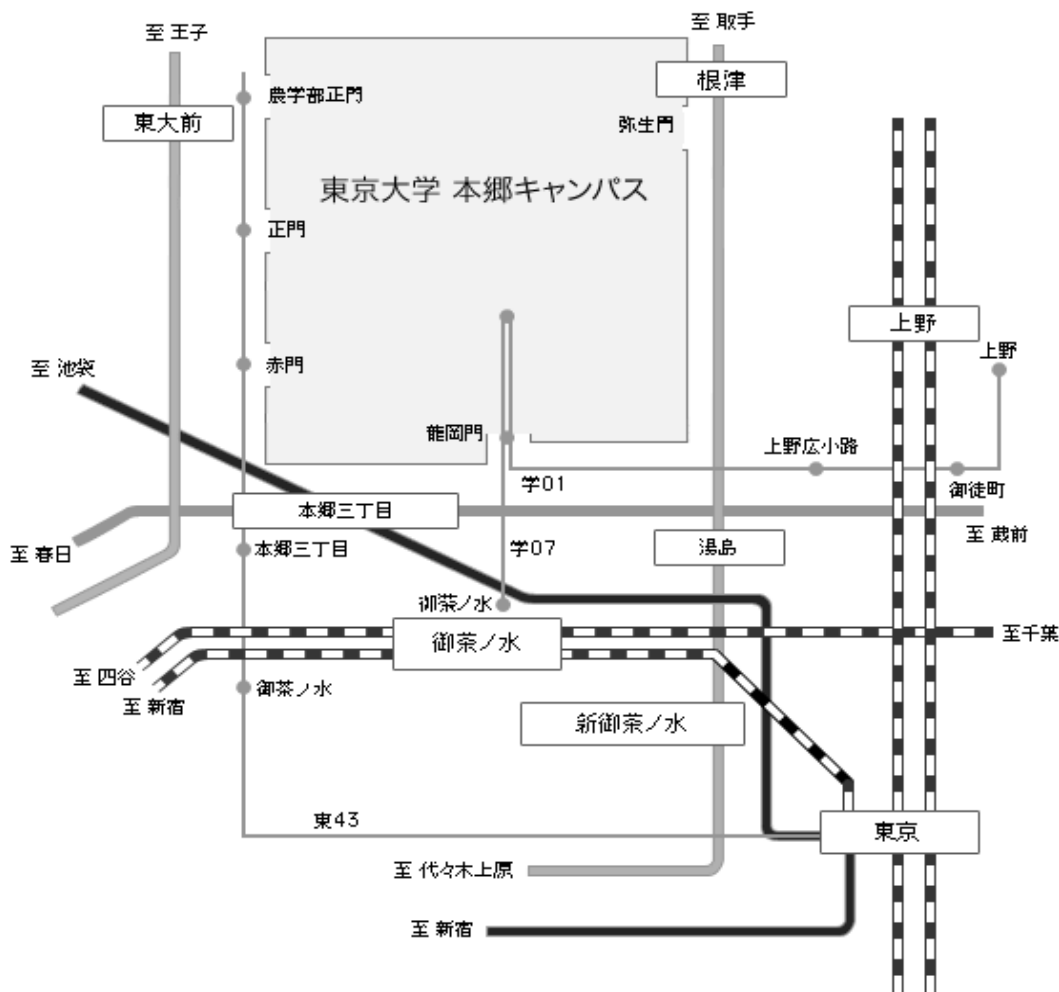 至 王子
至 取手
東大前
農学部正門
根津
弥生門
東京大学 本郷キャンパス
正門
上野
上野
至 池袋
赤門
龍岡門
上野広小路
学01
御徒町
本郷三丁目
至 蔵前
至 春日
本郷三丁目
学07
湯島
御茶ノ水
御茶ノ水
至千葉
至 四谷
至 新宿
御茶ノ水
新御茶ノ水
東43
東京
至 代々木上原
至 新宿